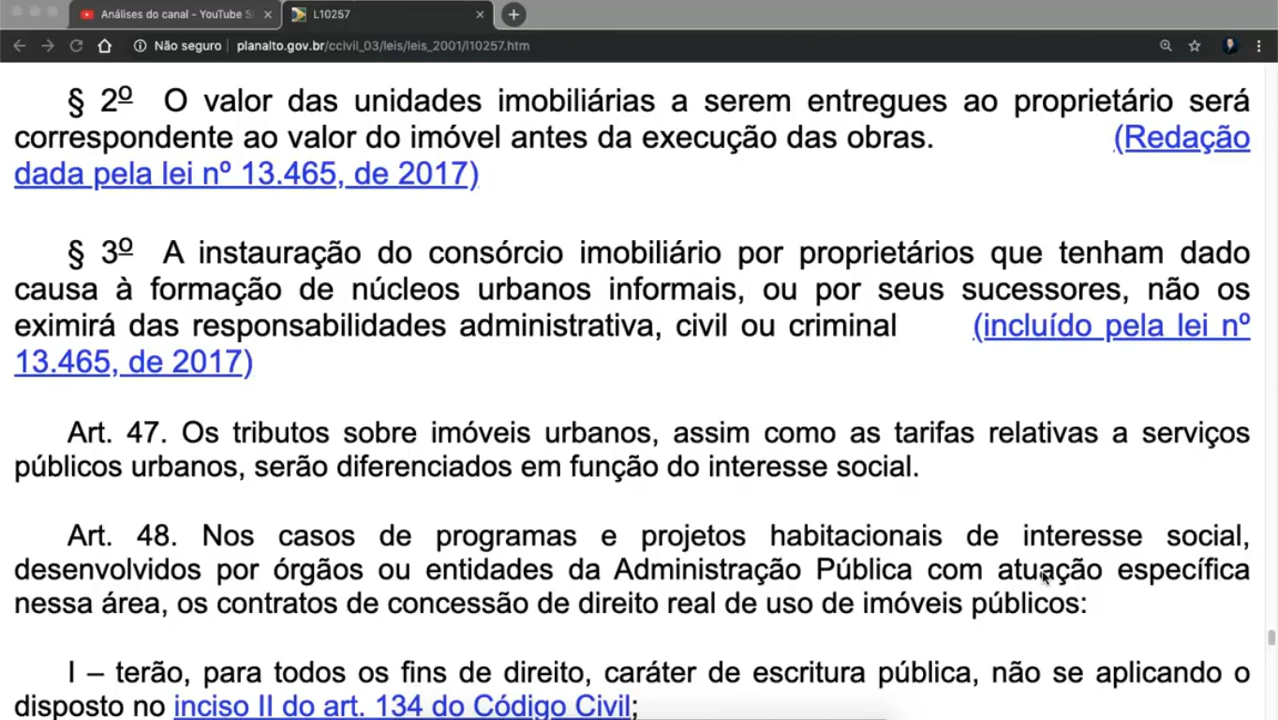 Análises do canal - YouTube S
L10257
Não seguro
planalto.gov.br/ccivil_03/leis/leis_2001/l10257.htm
§ 2º O valor das unidades imobiliárias a serem entregues ao proprietário será
correspondente ao valor do imóvel antes da execução das obras. (Redação
dada pela lei nº 13.465, de 2017)
§ 3º A instauração do consórcio imobiliário por proprietários que tenham dado
causa à formação de núcleos urbanos informais, ou por seus sucessores, não os
eximirá das responsabilidades administrativa, civil ou criminal (incluído pela lei nº
13.465, de 2017)
Art. 47. Os tributos sobre imóveis urbanos, assim como as tarifas relativas a serviços
públicos urbanos, serão diferenciados em função do interesse social.
Art. 48. Nos casos de programas e projetos habitacionais de interesse social,
desenvolvidos por órgãos ou entidades da Administração Pública com atuação específica
nessa área, os contratos de concessão de direito real de uso de imóveis públicos:
I – terão, para todos os fins de direito, caráter de escritura pública, não se aplicando o
disposto no inciso II do art. 134 do Código Civil;